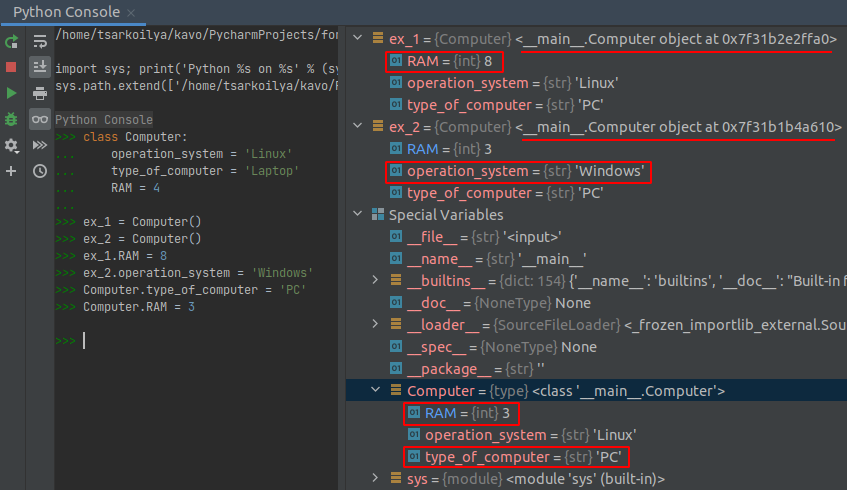 Python Console ×
/home/tsarkoilya/kavo/PycharmProjects/for
import sys; print('Python %s on %s' % (sy
sys.path.extend(['/home/tsarkoilya/kavo/
Python Console
>>> class Computer:
...     operation_system = 'Linux'
...     type_of_computer = 'Laptop'
...     RAM = 4
...
>>> ex_1 = Computer()
>>> ex_2 = Computer()
>>> ex_1.RAM = 8
>>> ex_2.operation_system = 'Windows'
>>> Computer.type_of_computer = 'PC'
>>> Computer.RAM = 3
>>>
ex_1 = {Computer} <__main__.Computer object at 0x7f31b2e2ffa0>
01 RAM = {int} 8
01 operation_system = {str} 'Linux'
01 type_of_computer = {str} 'PC'
ex_2 = {Computer} <__main__.Computer object at 0x7f31b1b4a610>
01 RAM = {int} 3
01 operation_system = {str} 'Windows'
01 type_of_computer = {str} 'PC'
Special Variables
01 __file__ = {str} '<input>'
01 __name__ = {str} '__main__'
__builtins__ = {dict: 154} {'__name__': 'builtins', '__doc__': "Built-in f
01 __doc__ = {NoneType} None
__loader__ = {SourceFileLoader} <_frozen_importlib_external.Sou
01 __spec__ = {NoneType} None
01 __package__ = {str} ''
Computer = {type} <class '__main__.Computer'>
01 RAM = {int} 3
01 operation_system = {str} 'Linux'
01 type_of_computer = {str} 'PC'
sys = {module} <module 'sys' (built-in)>